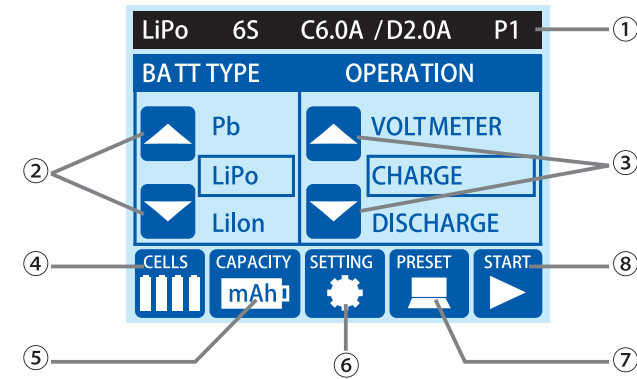 LiPo 6S C6.0A /D2.0A P1 ①
BATT TYPE OPERATION
Pb VOLTMETER
② LiPo CHARGE ③
LiIon DISCHARGE
④ CELLS CAPACITY SETTING PRESET START ⑧
mAh
⑤ ⑥ ⑦